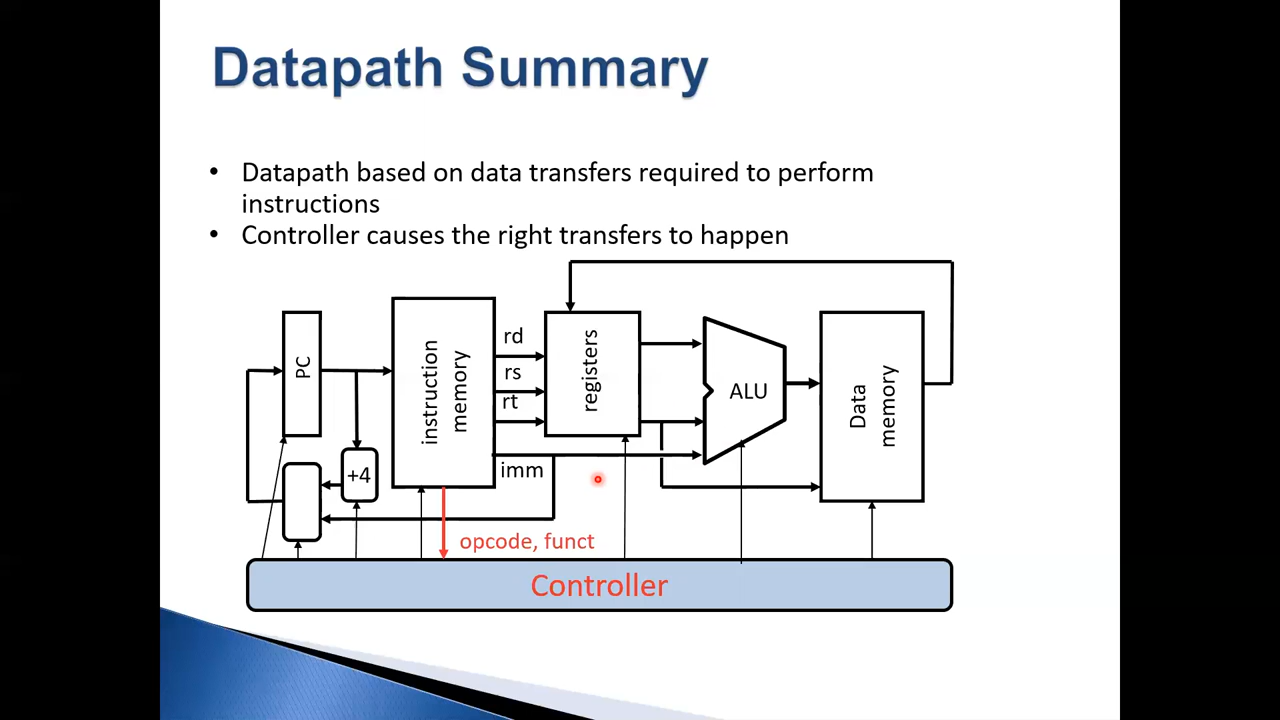 Datapath Summary
• Datapath based on data transfers required to perform
instructions
• Controller causes the right transfers to happen
PC
+4
instruction
memory
rd
rs
rt
imm
registers
ALU
Data
memory
opcode, funct
Controller